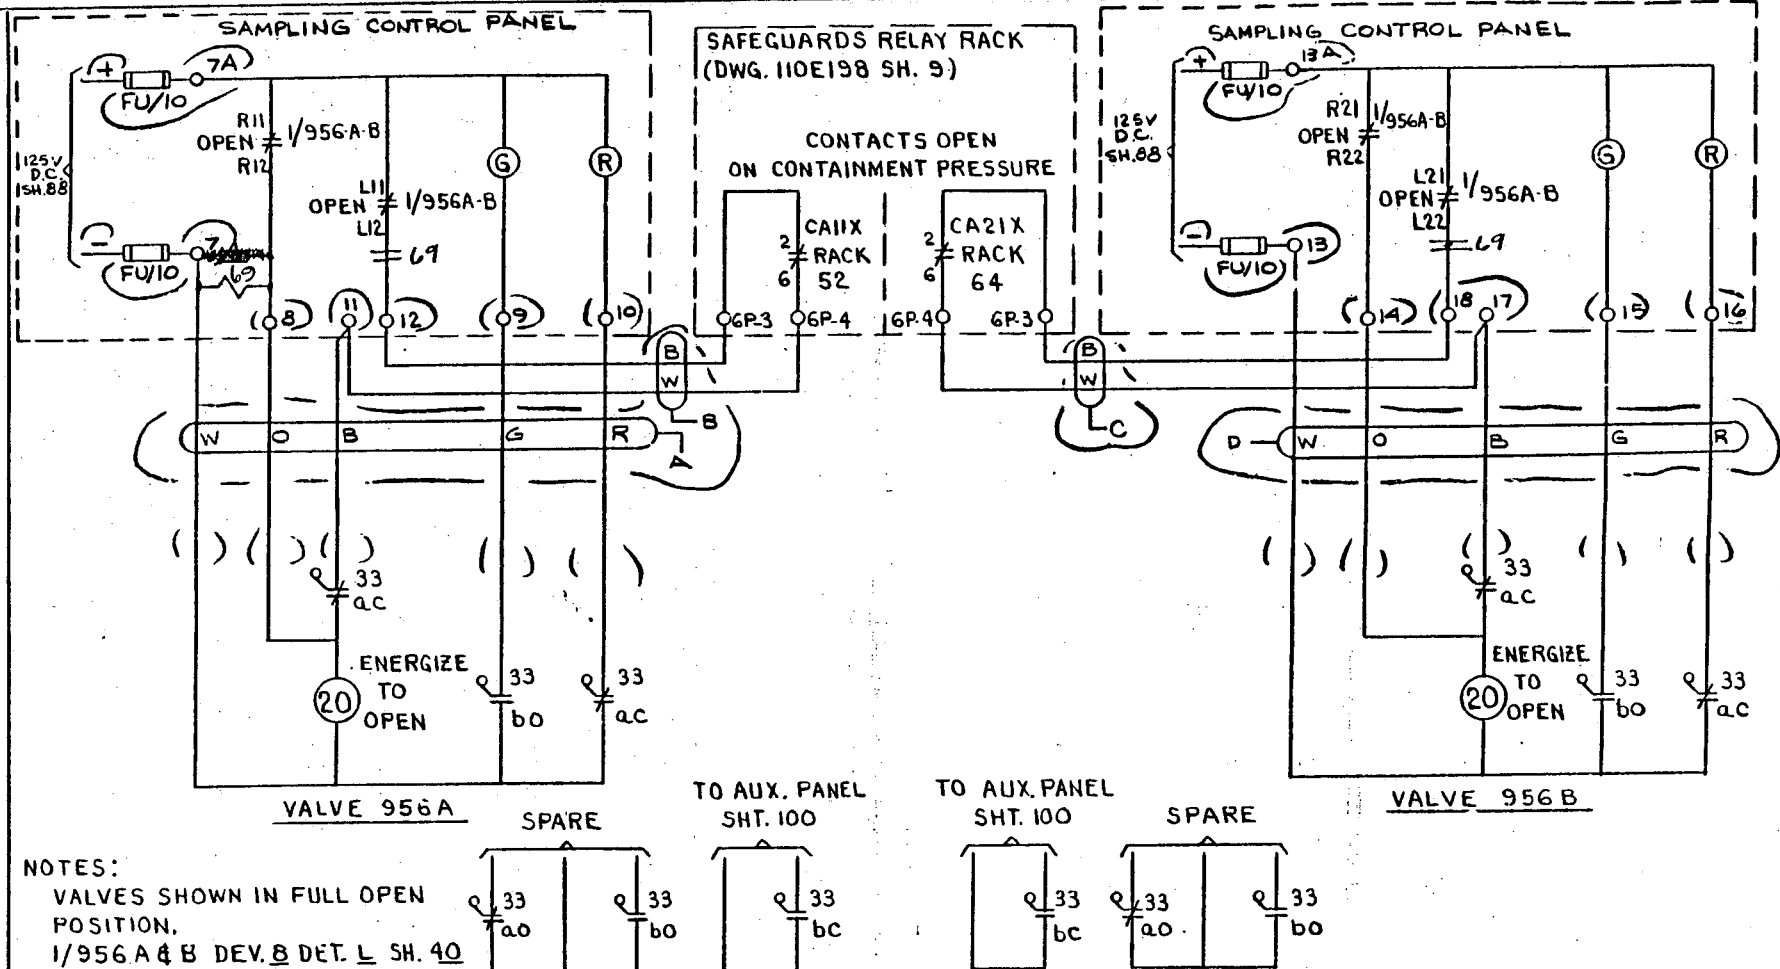 SAMPLING CONTROL PANEL
+
7A
FU/10
125V
D.C.
SH.88
R11
OPEN 1/956A-B
R12
L11
OPEN 1/956A-B
L12
69
G
R
-
7
FU/10
69
8
11
12
9
10
SAFEGUARDS RELAY RACK
(DWG. 110E198 SH. 9)
CONTACTS OPEN
ON CONTAINMENT PRESSURE
2
6
CA11X
RACK
52
2
6
CA21X
RACK
64
6P-3
6P-4
6P-4
6P-3
SAMPLING CONTROL PANEL
+
13A
FU/10
125V
D.C.
SH.88
R21
OPEN 1/956A-B
R22
L21
OPEN 1/956A-B
L22
69
G
R
-
13
FU/10
14
18
17
15
16
B
W
B
B
W
C
W O B G R
A
D
W O B G R
( ) ( ) ( ) ( ) ( )
( ) ( ) ( ) ( ) ( )
33
ac
20
ENERGIZE
TO
OPEN
33
bo
33
ac
33
ac
20
ENERGIZE
TO
OPEN
33
bo
33
ac
VALVE 956A
VALVE 956B
SPARE
TO AUX. PANEL
SHT. 100
TO AUX. PANEL
SHT. 100
SPARE
33
ao
33
bo
33
bc
33
bc
33
ao
33
bo
NOTES:
VALVES SHOWN IN FULL OPEN
POSITION.
1/956 A & B DEV. B DET. L SH. 40